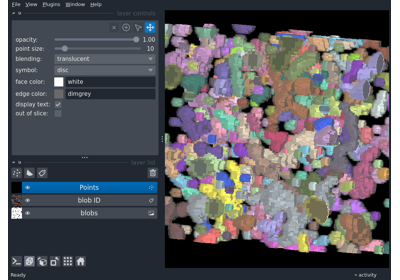 File View Plugins Window Help
layer controls
opacity: 1.00
point size: 10
blending: translucent
symbol: disc
face color: white
edge color: dimgrey
display text:
out of slice:
layer list
Points
blob ID
blobs
Ready
activity